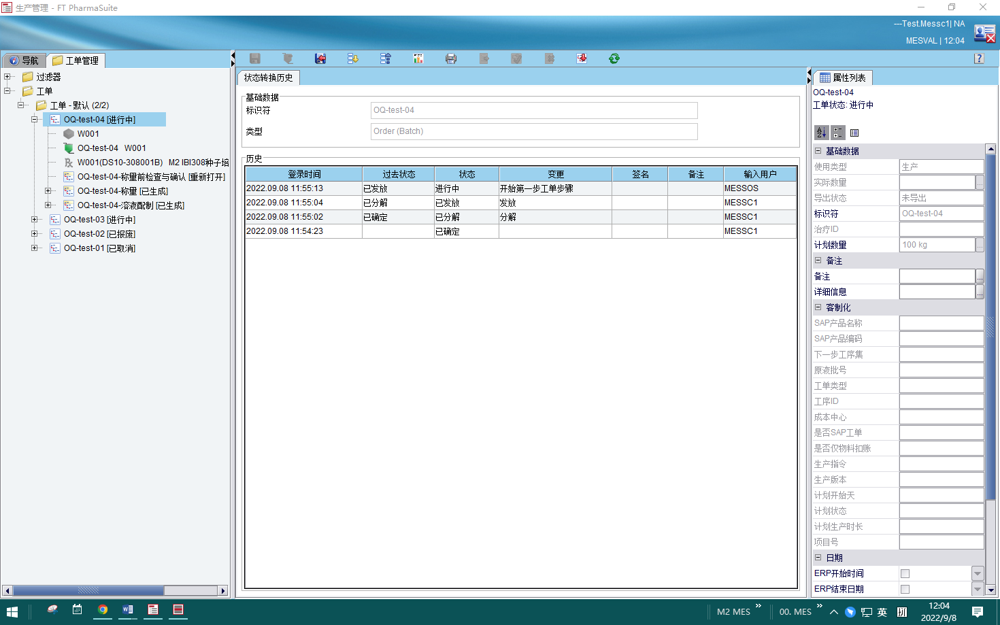 生产管理 - FT PharmaSuite
---Test.Messc1| NA
MESVAL | 12:04
导航
工单管理
过滤器
工单
工单 - 默认 (2/2)
OQ-test-04 [进行中]
W001
OQ-test-04 W001
W001(DS10-308001B) M2 IBI308种子培
OQ-test-04-称量前检查与确认 [重新打开]
OQ-test-04-称量 [已生成]
OQ-test-04-溶液配制 [已生成]
OQ-test-03 [进行中]
OQ-test-02 [已报废]
OQ-test-01 [已取消]
状态转换历史
基础数据
标识符 OQ-test-04
类型 Order (Batch)
历史
登录时间 过去状态 状态 变更 签名 备注 输入用户
2022.09.08 11:55:13 已发放 进行中 开始第一步工单步骤 MESSOS
2022.09.08 11:55:04 已分解 已发放 发放 MESSC1
2022.09.08 11:55:02 已确定 已分解 分解 MESSC1
2022.09.08 11:54:23 已确定 MESSC1
属性列表
OQ-test-04
工单状态: 进行中
基础数据
使用类型 生产
实际数量 ...
导出状态 未导出
标识符 OQ-test-04
治疗ID
计划数量 100 kg ...
备注
备注 ...
详细信息 ...
客制化
SAP产品名称
SAP产品编码
下一步工序集
原液批号
工单类型
工序ID
成本中心
是否SAP工单
是否仅物料扣账
生产指令
生产版本
计划开始天
计划状态
计划生产时长
项目号
日期
ERP开始时间
ERP结束日期
M2 MES »
00. MES »
英
拼
12:04
2022/9/8